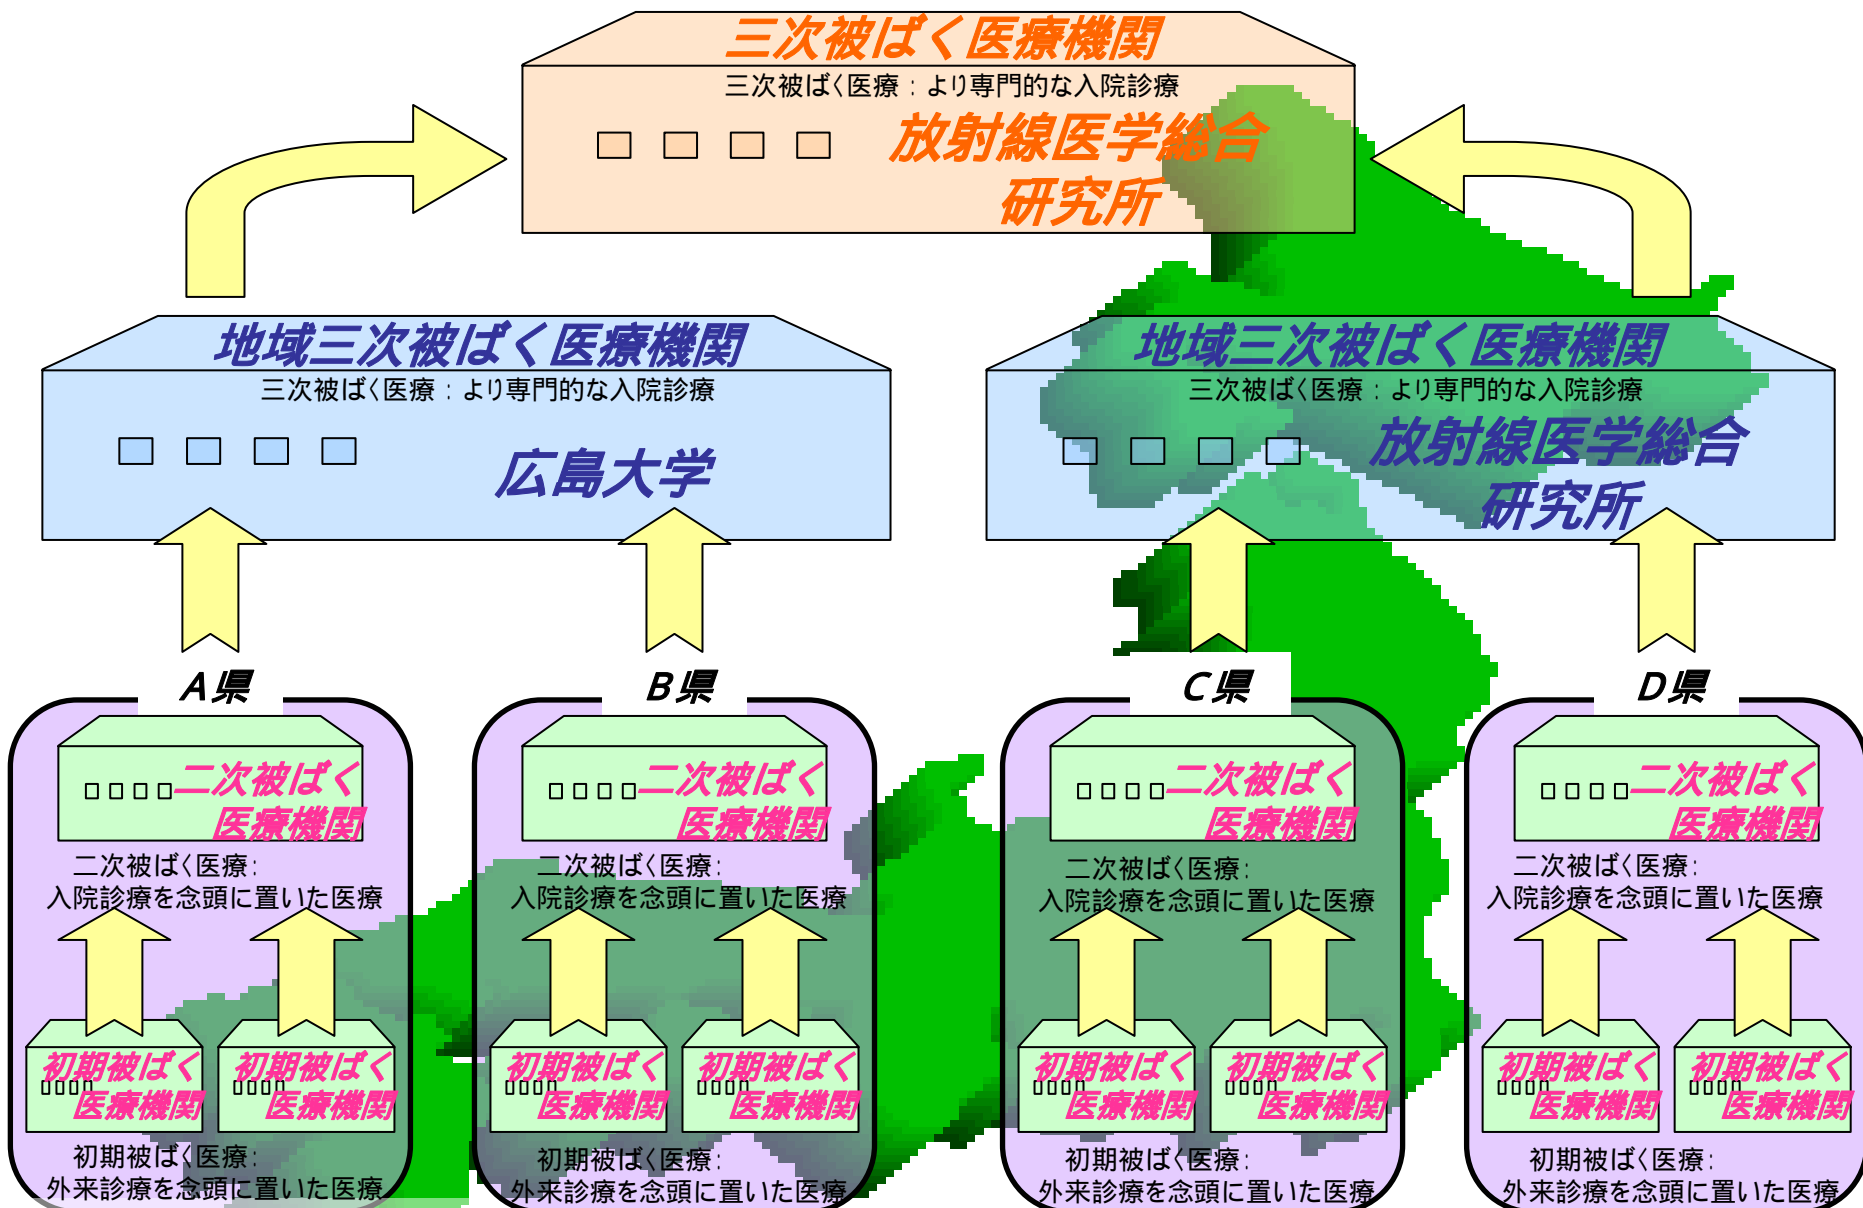 三次被ばく医療機関
三次被ばく医療：より専門的な入院診療
放射線医学総合
研究所
地域三次被ばく医療機関
三次被ばく医療：より専門的な入院診療
広島大学
地域三次被ばく医療機関
三次被ばく医療：より専門的な入院診療
放射線医学総合
研究所
A県
二次被ばく
医療機関
二次被ばく医療：
入院診療を念頭に置いた医療
初期被ばく
医療機関
初期被ばく
医療機関
初期被ばく医療：
外来診療を念頭に置いた医療
B県
二次被ばく
医療機関
二次被ばく医療：
入院診療を念頭に置いた医療
初期被ばく
医療機関
初期被ばく
医療機関
初期被ばく医療：
外来診療を念頭に置いた医療
C県
二次被ばく
医療機関
二次被ばく医療：
入院診療を念頭に置いた医療
初期被ばく
医療機関
初期被ばく
医療機関
初期被ばく医療：
外来診療を念頭に置いた医療
D県
二次被ばく
医療機関
二次被ばく医療：
入院診療を念頭に置いた医療
初期被ばく
医療機関
初期被ばく
医療機関
初期被ばく医療：
外来診療を念頭に置いた医療